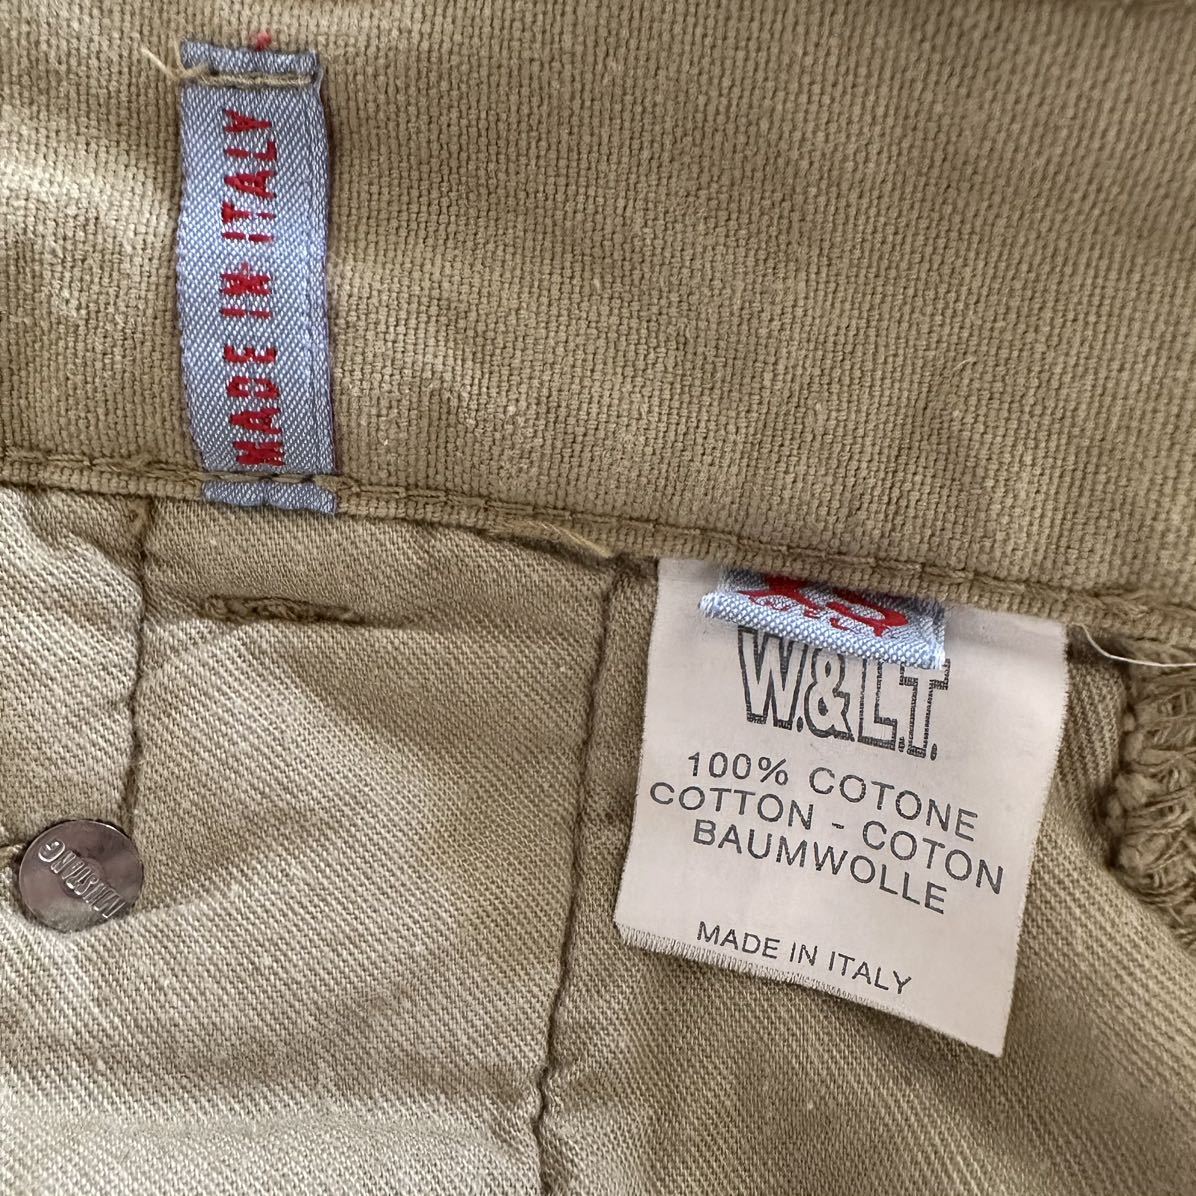 MADE IN ITALY
W.&L.T.
100% COTONE
COTTON - COTON
BAUMWOLLE
MADE IN ITALY